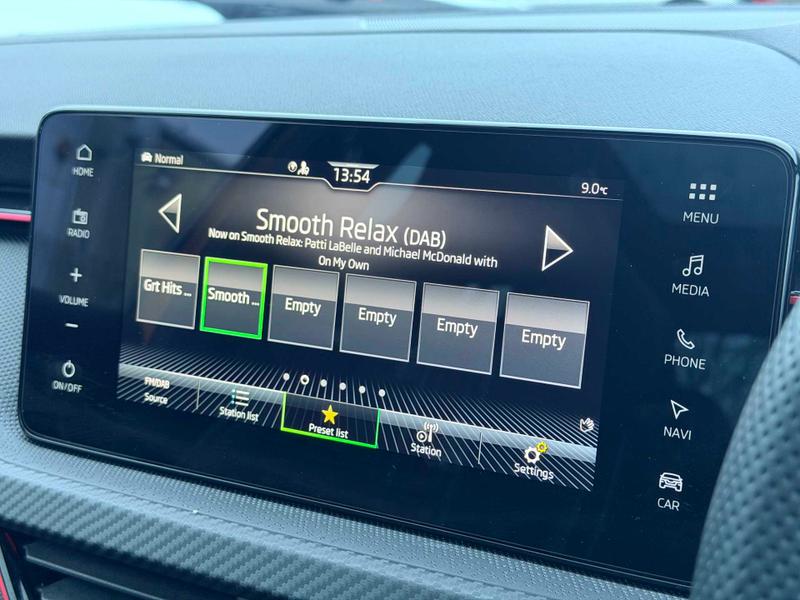 HOME
RADIO
+
VOLUME
−
ON/OFF
Normal
13:54
9.0°C
Smooth Relax (DAB)
Now on Smooth Relax: Patti LaBelle and Michael McDonald with
On My Own
Grt Hits ...
Smooth ...
Empty
Empty
Empty
Empty
FM/DAB
Source
Station list
Preset list
Station
Settings
MENU
MEDIA
PHONE
NAVI
CAR